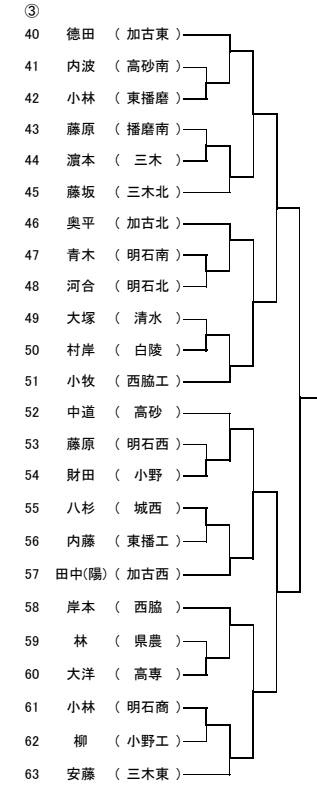 ③
40 德田 （ 加古東 ）
41 内波 （ 高砂南 ）
42 小林 （ 東播磨 ）
43 藤原 （ 播磨南 ）
44 濵本 （ 三木 ）
45 藤坂 （ 三木北 ）
46 奥平 （ 加古北 ）
47 青木 （ 明石南 ）
48 河合 （ 明石北 ）
49 大塚 （ 清水 ）
50 村岸 （ 白陵 ）
51 小牧 （ 西脇工 ）
52 中道 （ 高砂 ）
53 藤原 （ 明石西 ）
54 財田 （ 小野 ）
55 八杉 （ 城西 ）
56 内藤 （ 東播工 ）
57 田中(陽) （ 加古西 ）
58 岸本 （ 西脇 ）
59 林 （ 県農 ）
60 大洋 （ 高専 ）
61 小林 （ 明石商 ）
62 柳 （ 小野工 ）
63 安藤 （ 三木東 ）